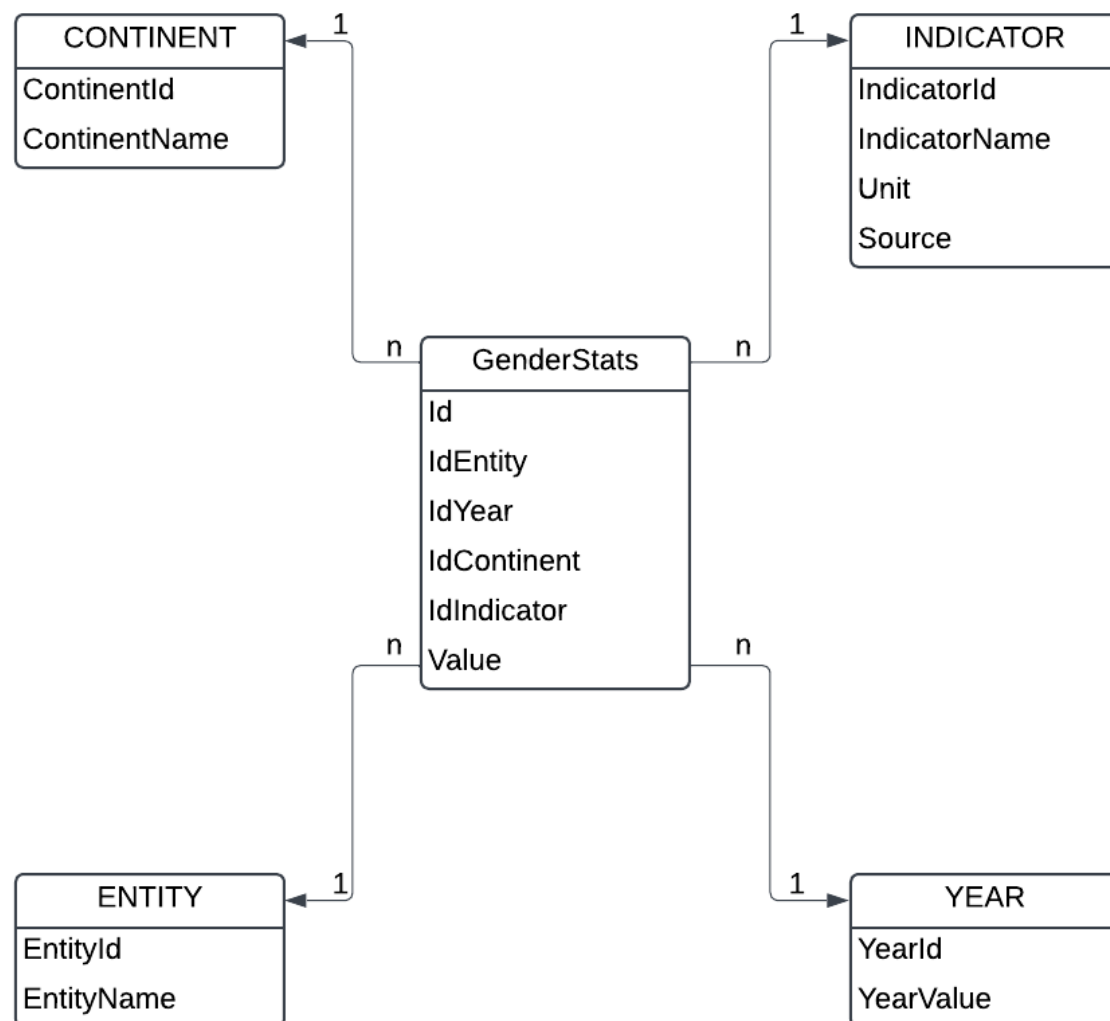 CONTINENT
ContinentId
ContinentName
1
1
INDICATOR
IndicatorId
IndicatorName
Unit
Source
n
n
GenderStats
Id
IdEntity
IdYear
IdContinent
IdIndicator
Value
n
n
1
1
ENTITY
EntityId
EntityName
YEAR
YearId
YearValue